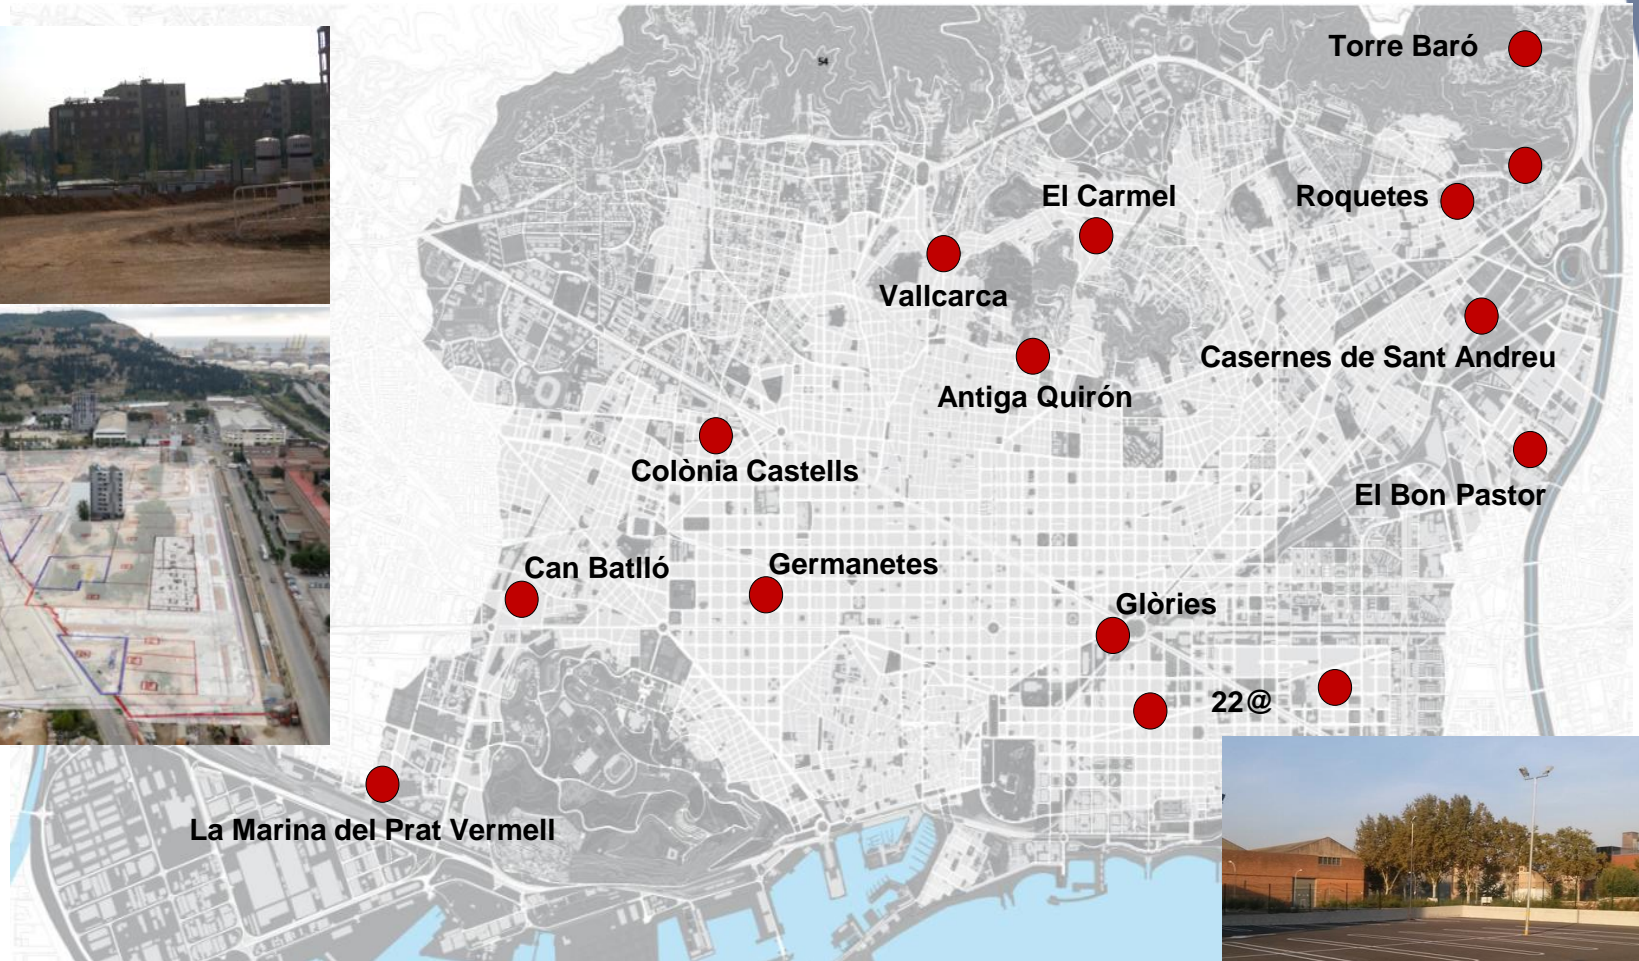 Torre Baró
54
El Carmel
Roquetes
Vallcarca
Casernes de Sant Andreu
Antiga Quirón
Colònia Castells
El Bon Pastor
Can Batlló
Germanetes
Glòries
22@
La Marina del Prat Vermell